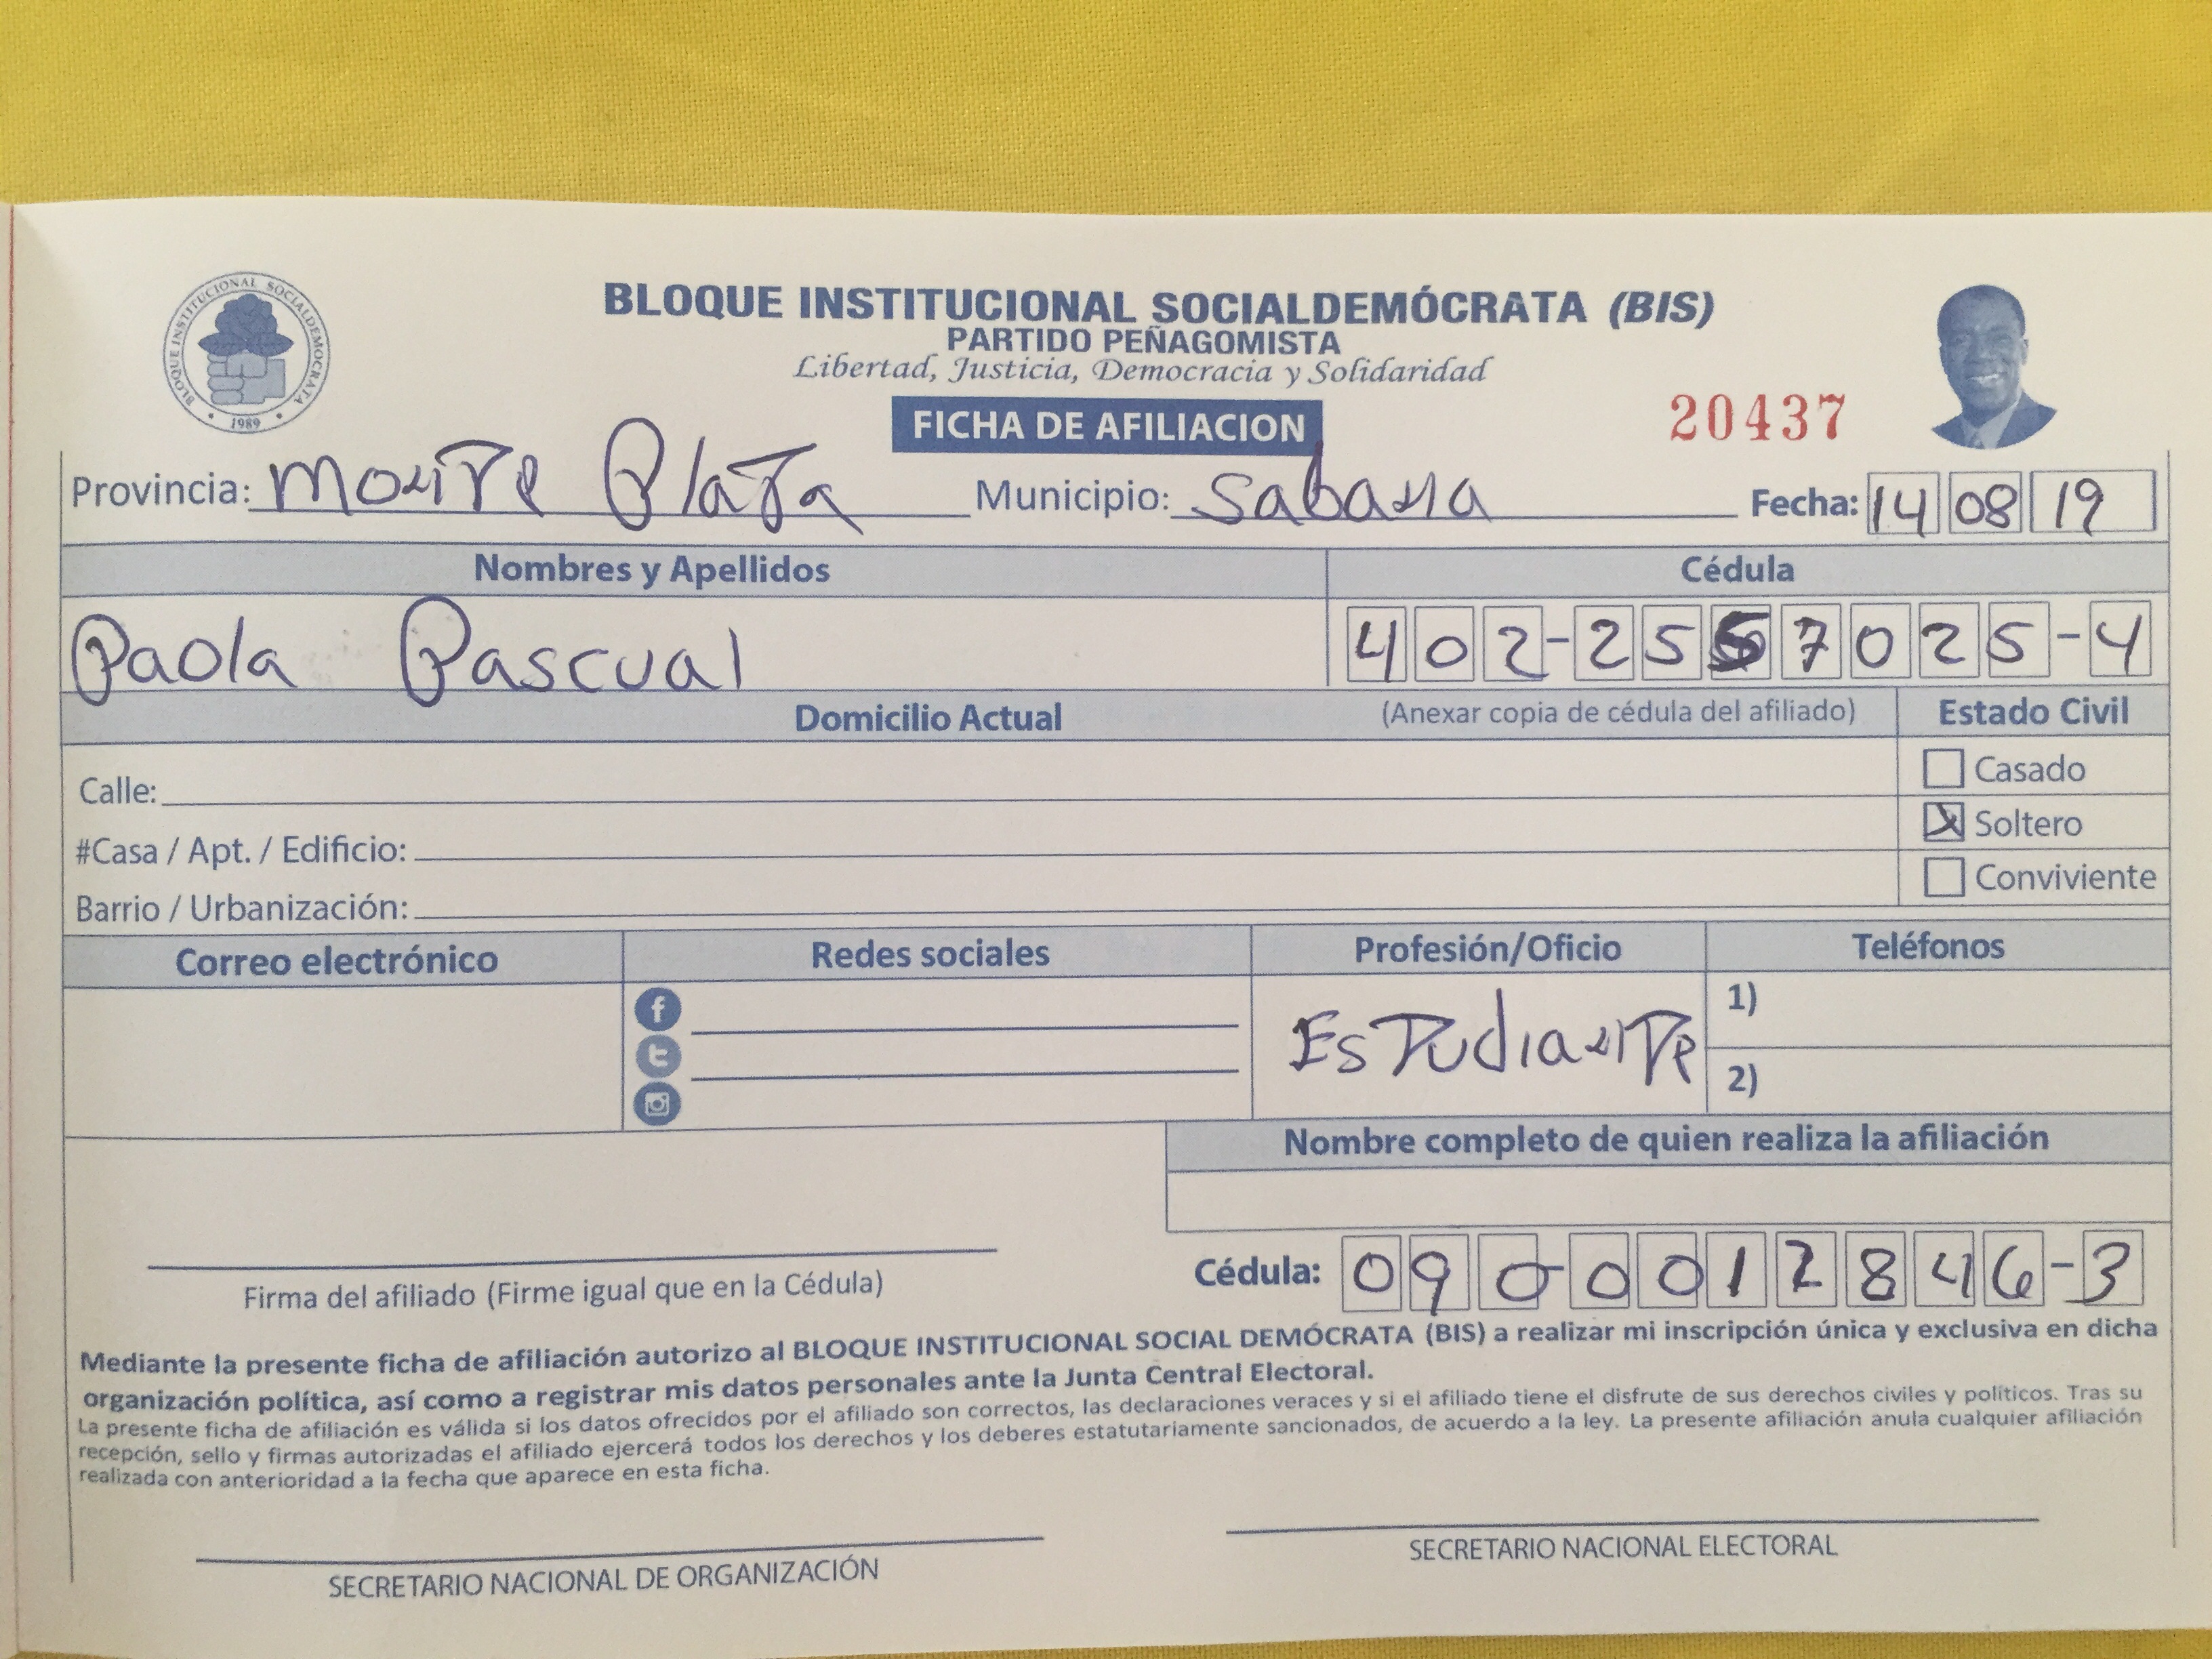 BLOQUE INSTITUCIONAL SOCIALDEMOCRATA
1989
BLOQUE INSTITUCIONAL SOCIALDEMÓCRATA (BIS)
PARTIDO PEÑAGOMISTA
Libertad, Justicia, Democracia y Solidaridad
FICHA DE AFILIACION
20437
Provincia: Monte Plata Municipio: Sabana Fecha: 14 08 19
Nombres y Apellidos Cédula
Paola Pascual 402-2557025-4
Domicilio Actual (Anexar copia de cédula del afiliado) Estado Civil
Calle: Casado
#Casa / Apt. / Edificio: Soltero
Barrio / Urbanización: Conviviente
Correo electrónico Redes sociales Profesión/Oficio Teléfonos
Estudiante
1)
2)
Nombre completo de quien realiza la afiliación
Cédula: 090-0012846-3
Firma del afiliado (Firme igual que en la Cédula)
Mediante la presente ficha de afiliación autorizo al BLOQUE INSTITUCIONAL SOCIAL DEMÓCRATA (BIS) a realizar mi inscripción única y exclusiva en dicha
organización política, así como a registrar mis datos personales ante la Junta Central Electoral.
La presente ficha de afiliación es válida si los datos ofrecidos por el afiliado son correctos, las declaraciones veraces y si el afiliado tiene el disfrute de sus derechos civiles y políticos. Tras su
recepción, sello y firmas autorizadas el afiliado ejercerá todos los derechos y los deberes estatutariamente sancionados, de acuerdo a la ley. La presente afiliación anula cualquier afiliación
realizada con anterioridad a la fecha que aparece en esta ficha.
SECRETARIO NACIONAL DE ORGANIZACIÓN
SECRETARIO NACIONAL ELECTORAL